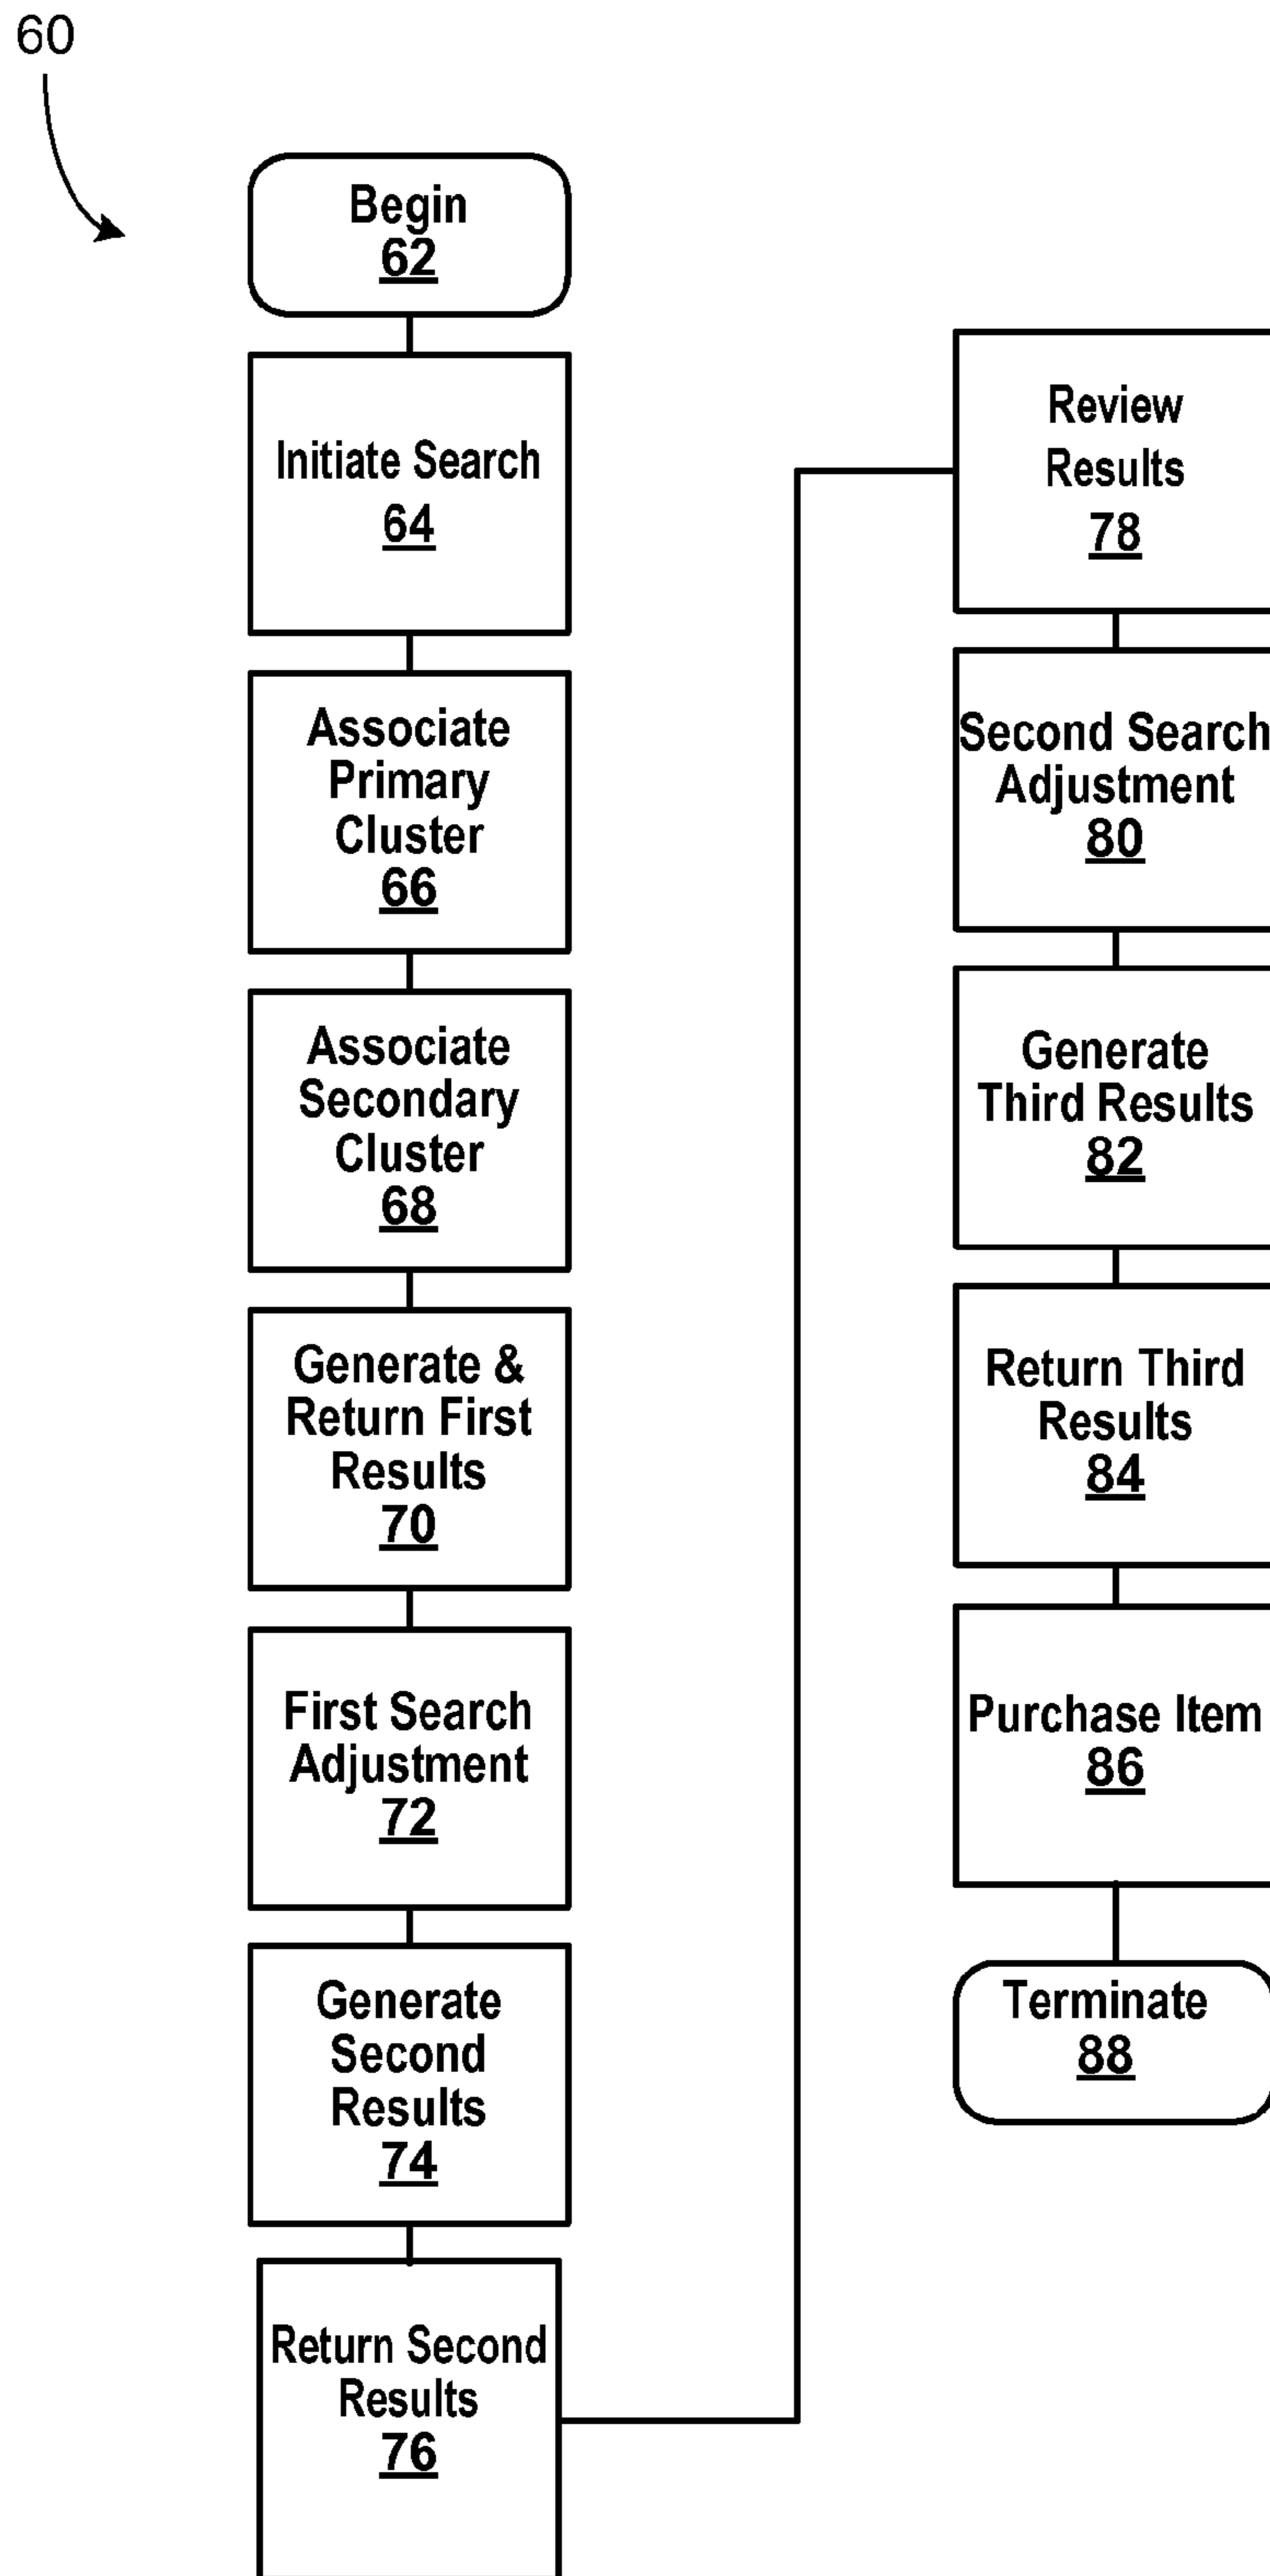 60
Begin
62
Initiate Search
64
Associate
Primary
Cluster
66
Associate
Secondary
Cluster
68
Generate &
Return First
Results
70
First Search
Adjustment
72
Generate
Second
Results
74
Return Second
Results
76
Review
Results
78
Second Search
Adjustment
80
Generate
Third Results
82
Return Third
Results
84
Purchase Item
86
Terminate
88